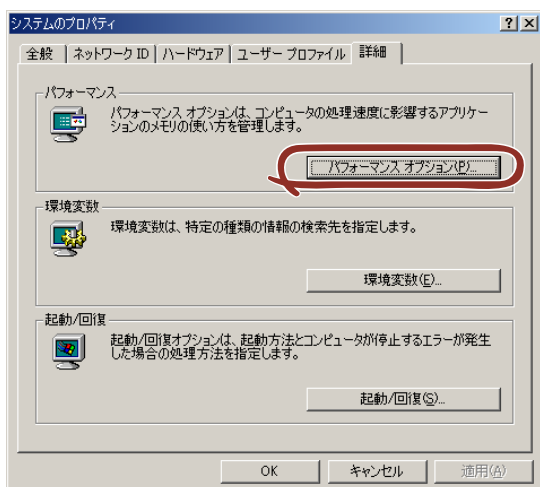 システムのプロパティ
全般 ネットワーク ID ハードウェア ユーザー プロファイル 詳細
パフォーマンス
パフォーマンス オプションは、コンピュータの処理速度に影響するアプリケー
ションのメモリの使い方を管理します。
パフォーマンス オプション(P)...
環境変数
環境変数は、特定の種類の情報の検索先を指定します。
環境変数(E)...
起動/回復
起動/回復オプションは、起動方法とコンピュータが停止するエラーが発生
した場合の処理方法を指定します。
起動/回復(S)...
OK キャンセル 適用(A)